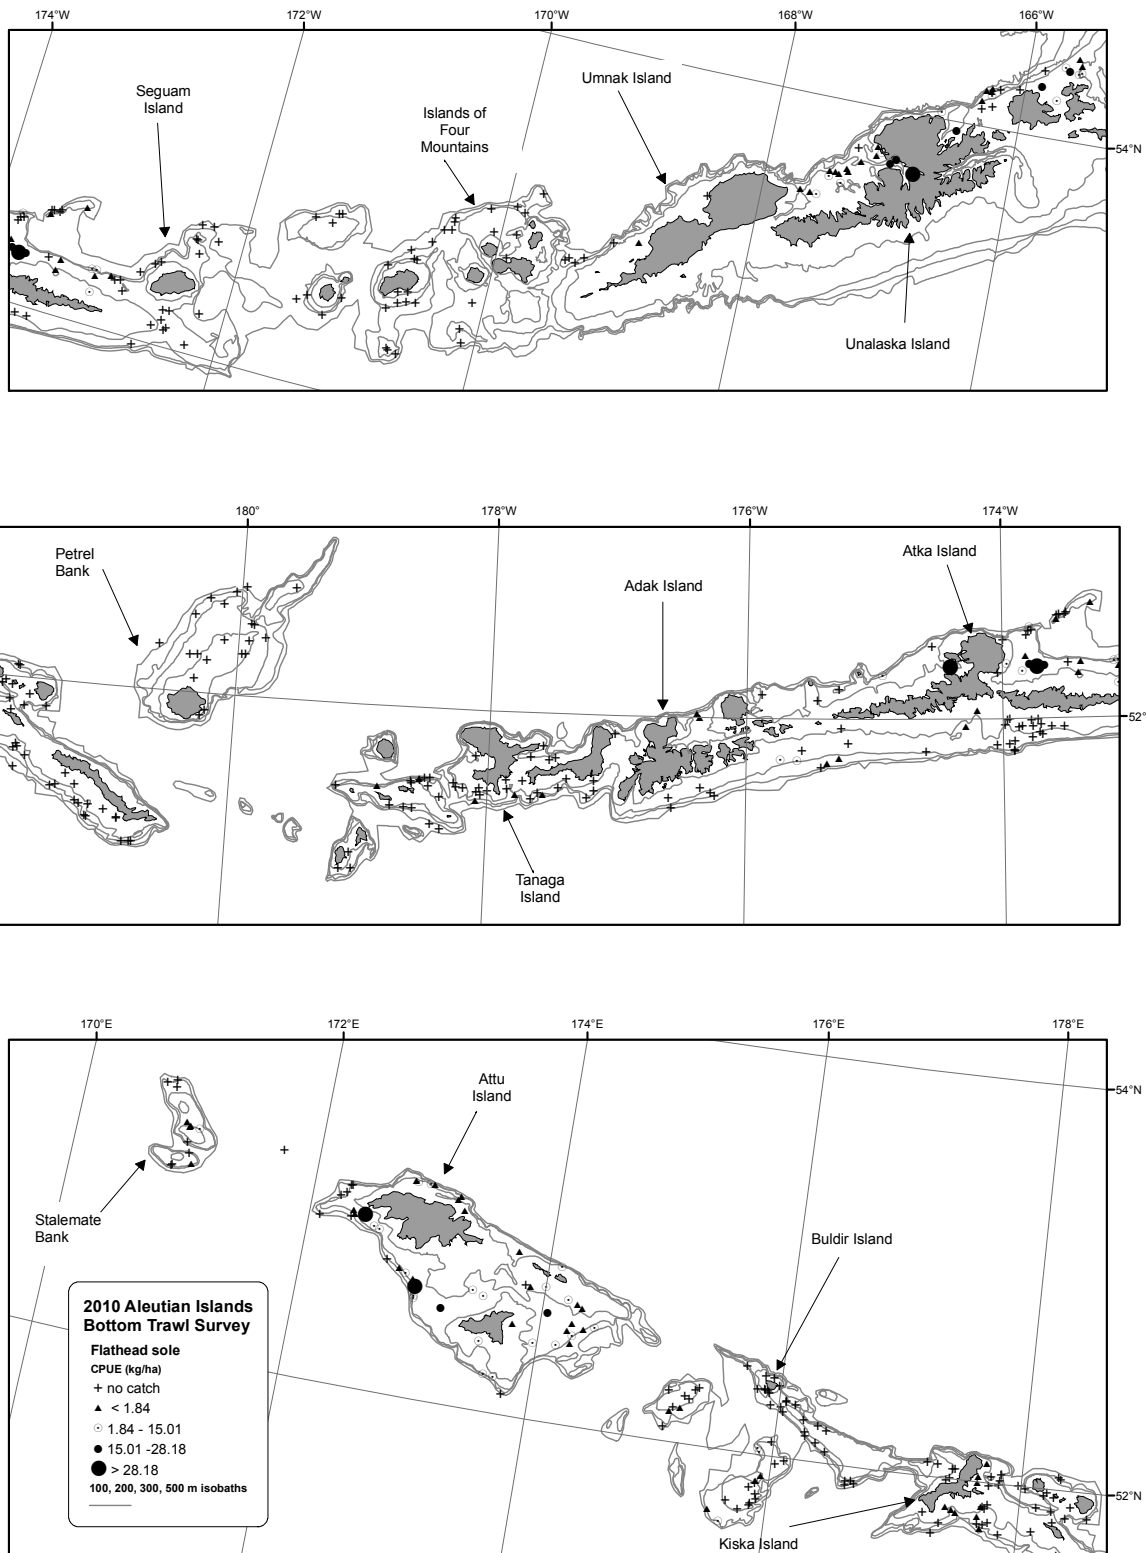 174°W 172°W 170°W 168°W 166°W
Seguam
Island
Islands of
Four
Mountains
Umnak Island
54°N
Unalaska Island
180° 178°W 176°W 174°W
Petrel
Bank
Adak Island
Atka Island
52°
Tanaga
Island
170°E 172°E 174°E 176°E 178°E
Attu
Island
54°N
Stalemate
Bank
Buldir Island
2010 Aleutian Islands
Bottom Trawl Survey
Flathead sole
CPUE (kg/ha)
no catch
< 1.84
1.84 - 15.01
15.01 -28.18
> 28.18
100, 200, 300, 500 m isobaths
52°N
Kiska Island